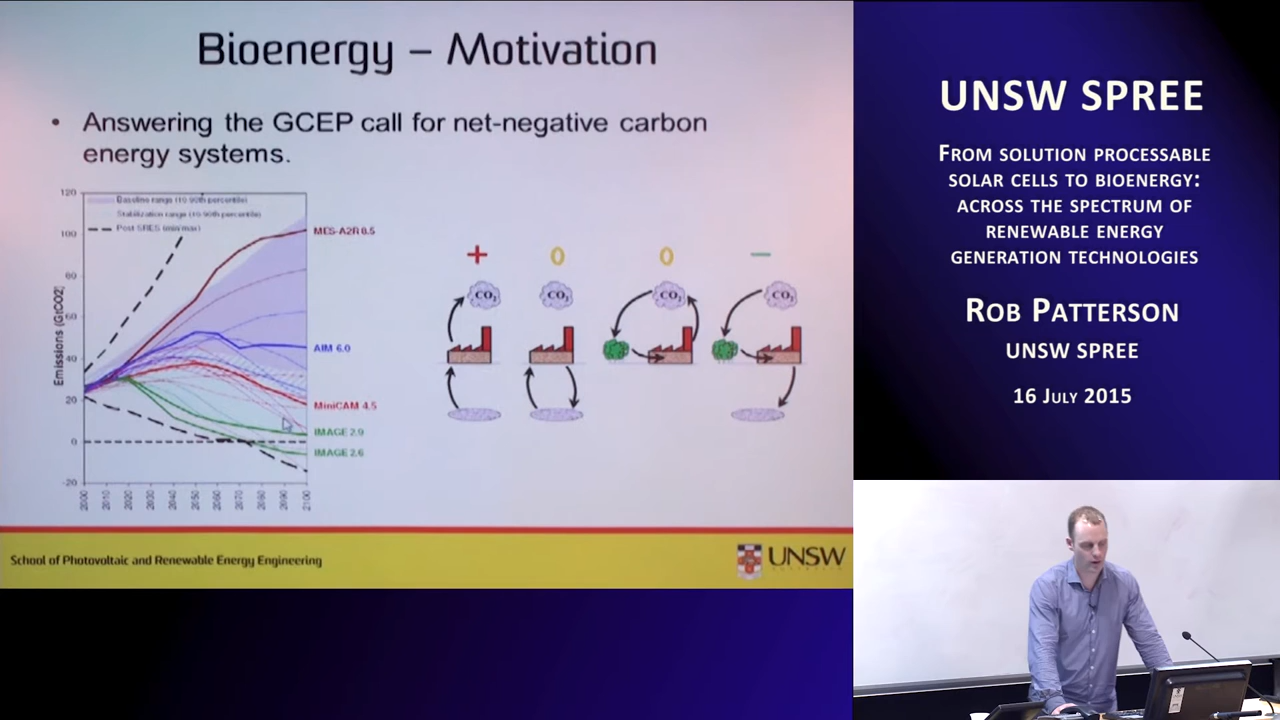 Bioenergy – Motivation
• Answering the GCEP call for net-negative carbon
energy systems.
120
100
80
60
40
20
0
-20
Emissions (GtCO2)
Baseline range (10-90th percentile)
Stabilization range (10-90th percentile)
Post SRES (min/max)
MES-A2R 8.5
AIM 6.0
MiniCAM 4.5
IMAGE 2.9
IMAGE 2.6
2000
2010
2020
2030
2040
2050
2060
2070
2080
2090
2100
+
0
0
–
CO2
CO2
CO2
CO2
School of Photovoltaic and Renewable Energy Engineering
UNSW
UNSW SPREE
From solution processable
solar cells to bioenergy:
across the spectrum of
renewable energy
generation technologies
Rob Patterson
UNSW SPREE
16 July 2015